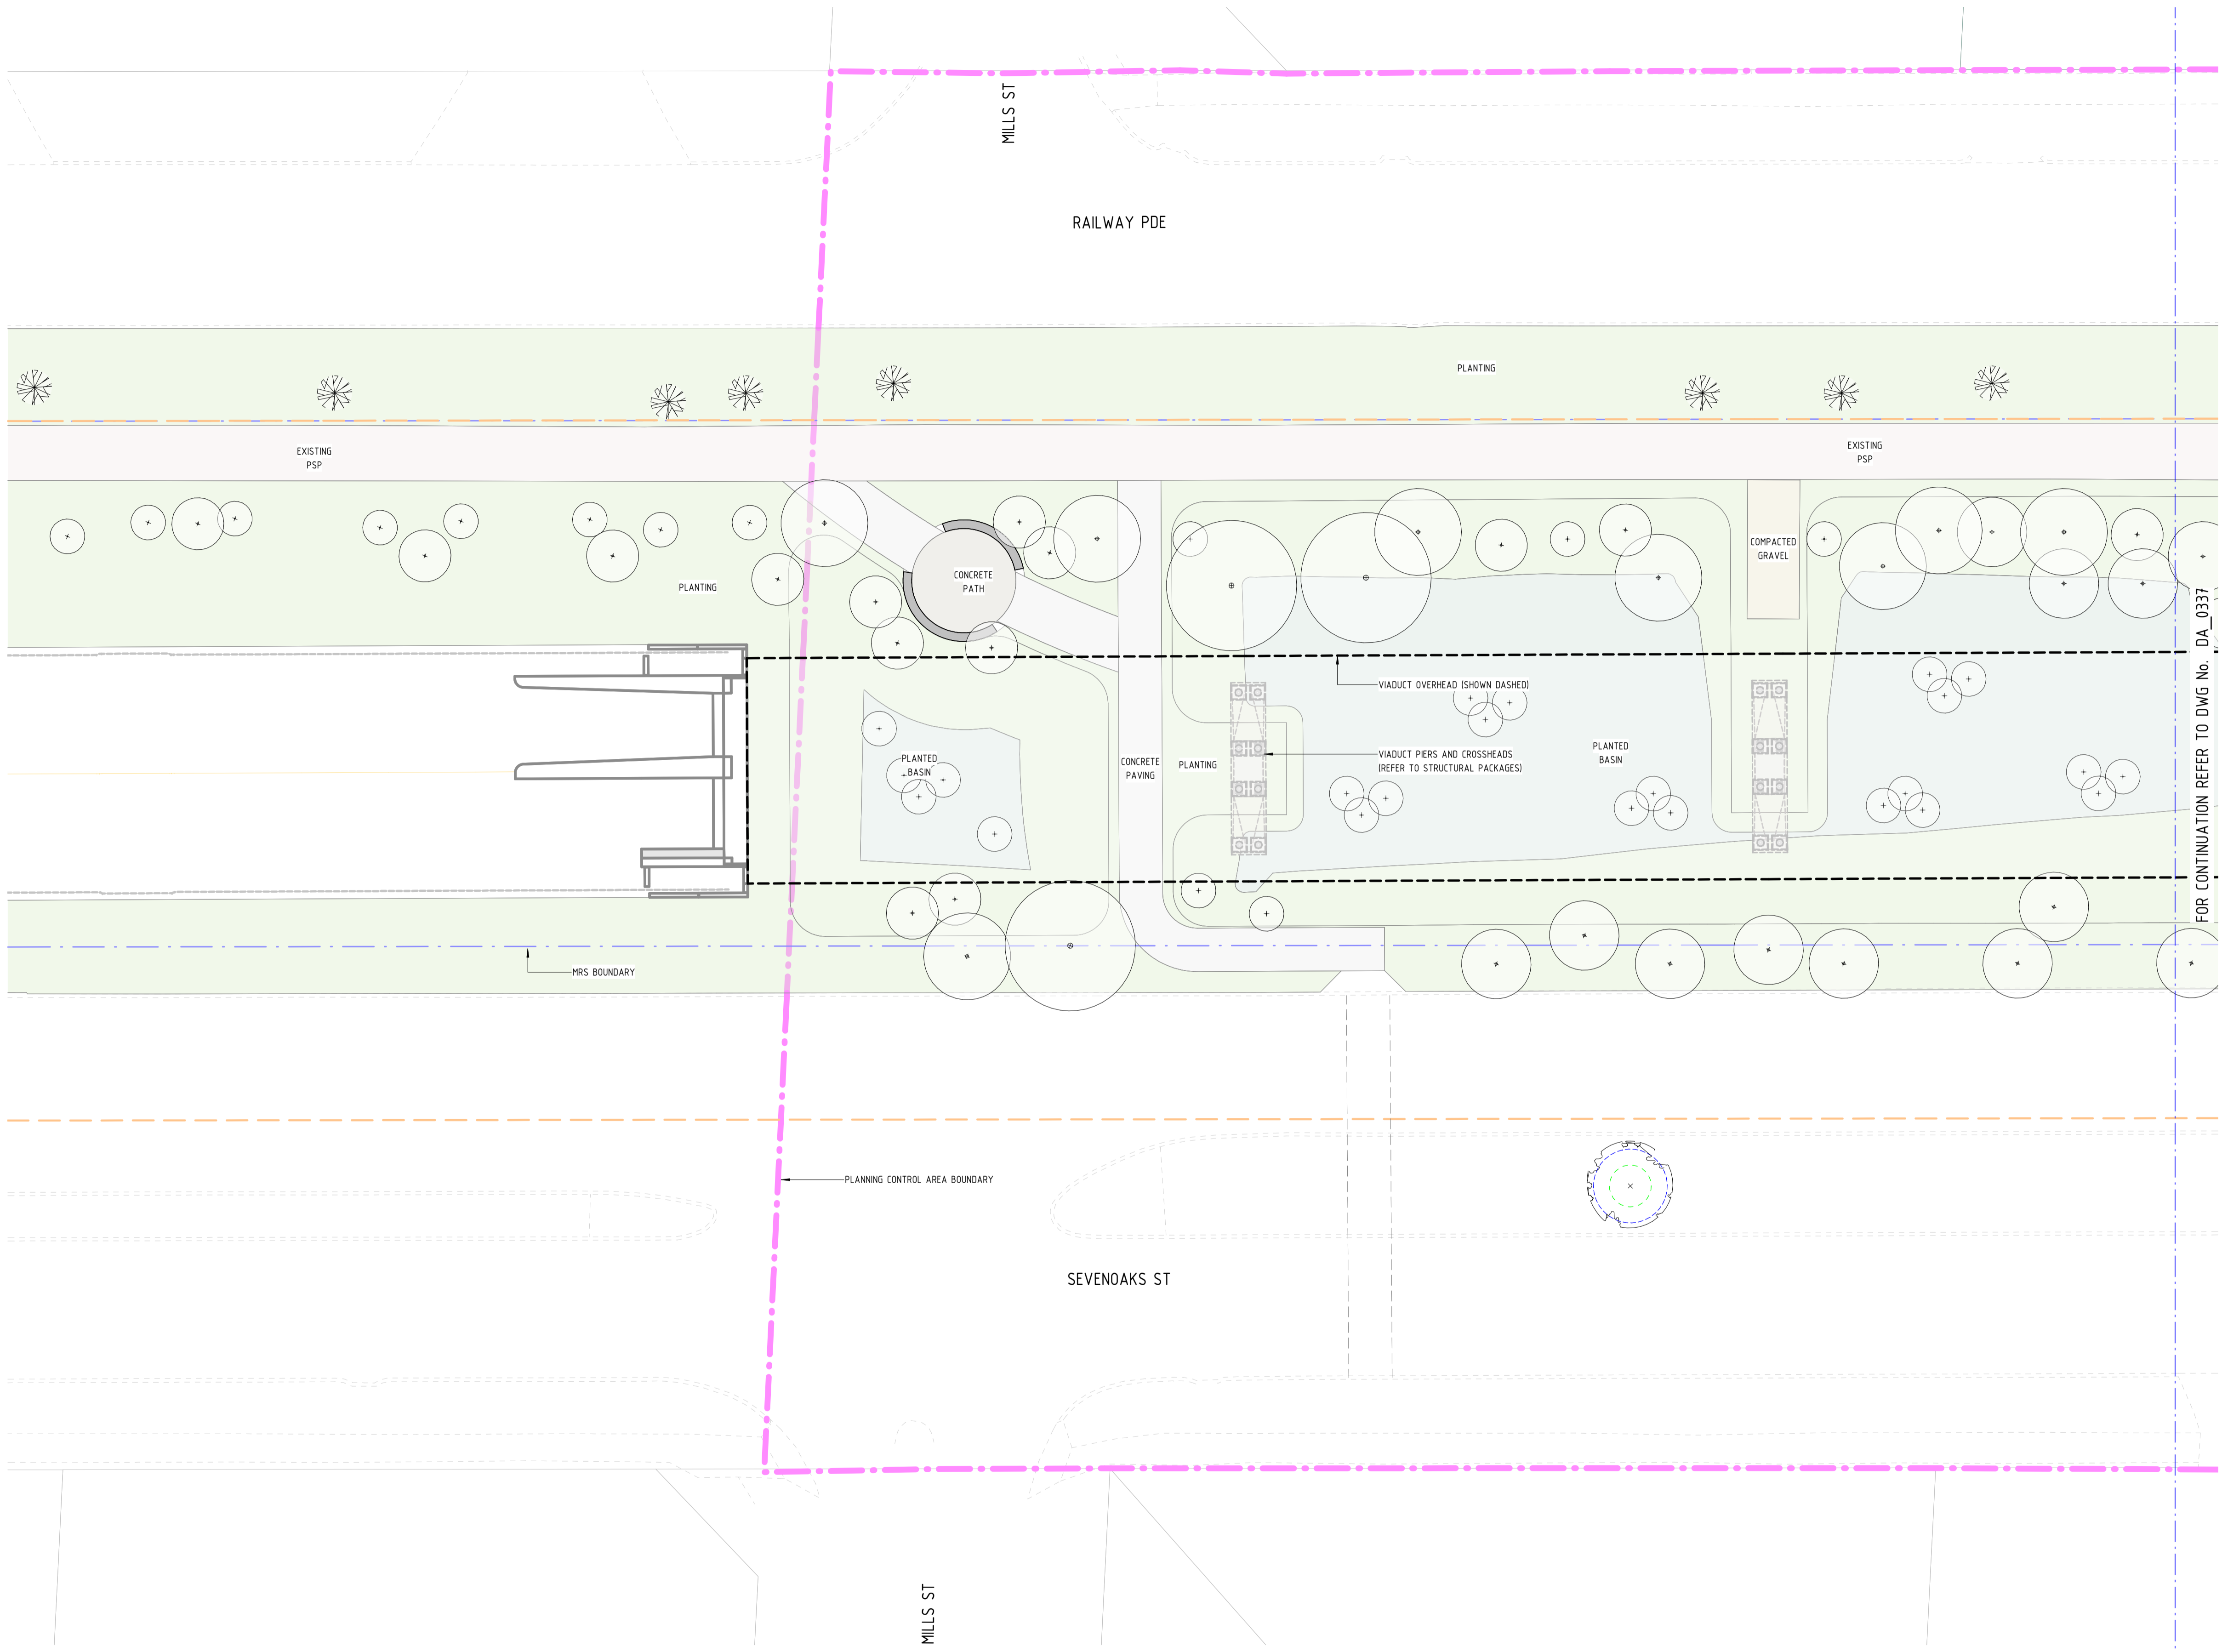 MILLS ST
RAILWAY PDE
PLANTING
EXISTING
PSP
EXISTING
PSP
COMPACTED
GRAVEL
CONCRETE
PATH
PLANTING
VIADUCT OVERHEAD (SHOWN DASHED)
PLANTED
BASIN
CONCRETE
PAVING
PLANTING
VIADUCT PIERS AND CROSSHEADS
(REFER TO STRUCTURAL PACKAGES)
PLANTED
BASIN
FOR CONTINUATION REFER TO DWG No. DA_0337
MRS BOUNDARY
PLANNING CONTROL AREA BOUNDARY
SEVENOAKS ST
MILLS ST